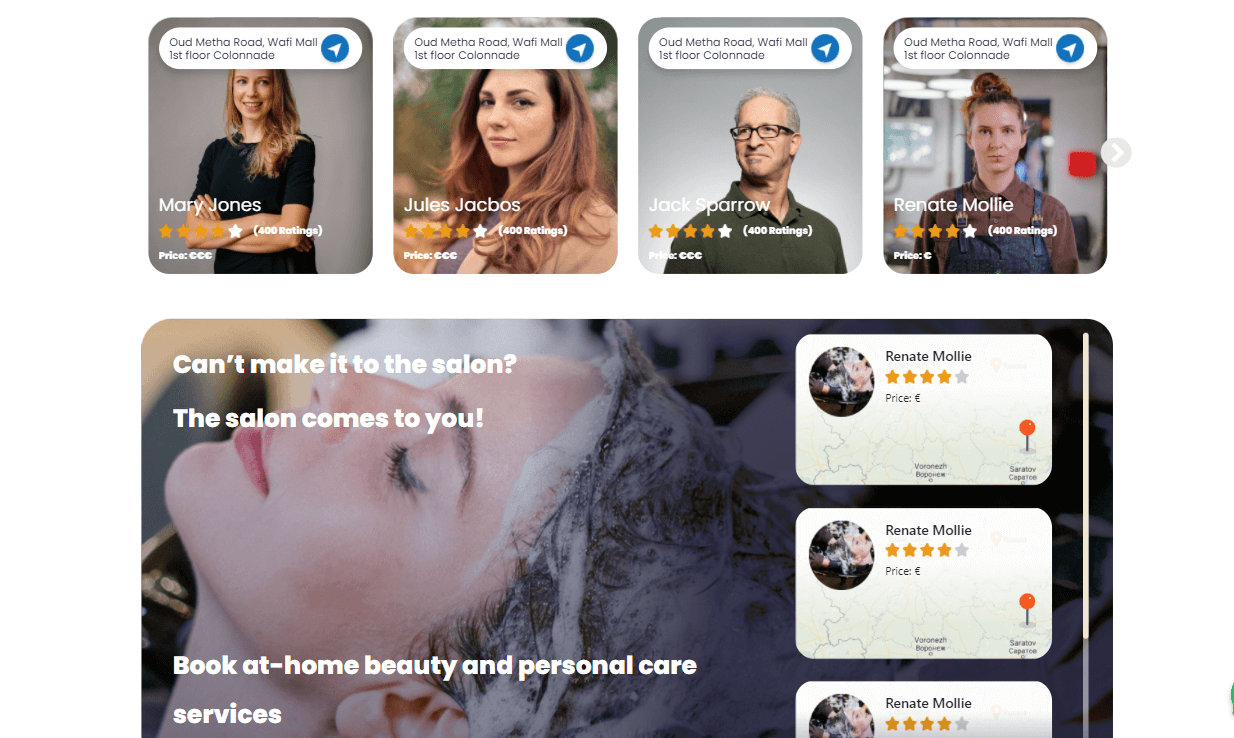 Oud Metha Road, Wafi Mall
1st floor Colonnade
Mary Jones
(400 Ratings)
Price: €€€
Oud Metha Road, Wafi Mall
1st floor Colonnade
Jules Jacbos
(400 Ratings)
Price: €€€
Oud Metha Road, Wafi Mall
1st floor Colonnade
Jack Sparrow
(400 Ratings)
Price: €€€
Oud Metha Road, Wafi Mall
1st floor Colonnade
Renate Mollie
(400 Ratings)
Price: €
Can’t make it to the salon?
The salon comes to you!
Book at-home beauty and personal care
services
Renate Mollie
Price: €
Voronezh
Воронеж
Saratov
Саратов
Renate Mollie
Price: €
Voronezh
Воронеж
Saratov
Саратов
Renate Mollie